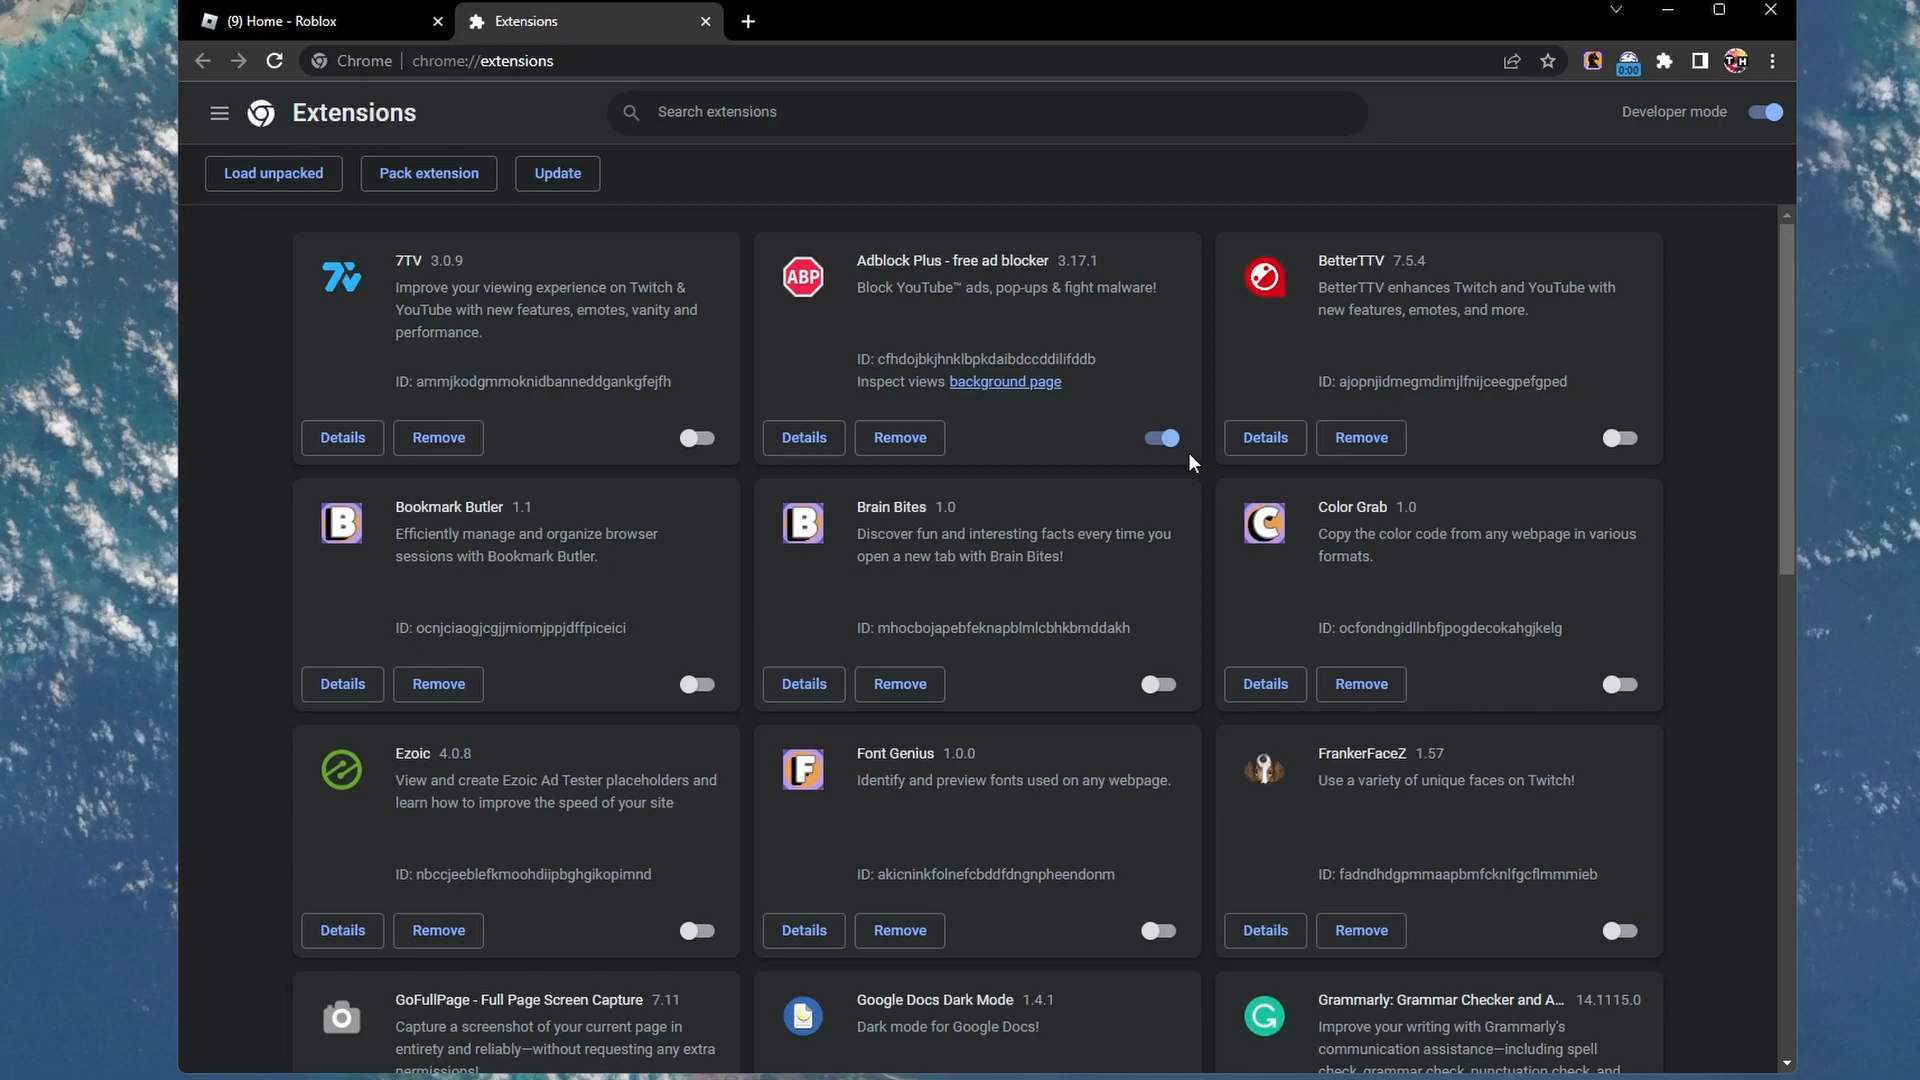 (9) Home - Roblox
Extensions
Chrome
chrome://extensions
0:00
T H
Extensions
Search extensions
Developer mode
Load unpacked
Pack extension
Update
7TV 3.0.9
Improve your viewing experience on Twitch &
YouTube with new features, emotes, vanity and
performance.
ID: ammjkodgmmoknidbanneddgankgfejfh
Details
Remove
ABP
Adblock Plus - free ad blocker 3.17.1
Block YouTube™ ads, pop-ups & fight malware!
ID: cfhdojbkjhnklbpkdaibdccddilifddb
Inspect views background page
Details
Remove
BetterTTV 7.5.4
BetterTTV enhances Twitch and YouTube with
new features, emotes, and more.
ID: ajopnjidmegmdimjlfnijceegpefgped
Details
Remove
B
Bookmark Butler 1.1
Efficiently manage and organize browser
sessions with Bookmark Butler.
ID: ocnjciaogjcgjjmiomjppjdffpiceici
Details
Remove
B
Brain Bites 1.0
Discover fun and interesting facts every time you
open a new tab with Brain Bites!
ID: mhocbojapebfeknapblmlcbhkbmddakh
Details
Remove
C
Color Grab 1.0
Copy the color code from any webpage in various
formats.
ID: ocfondngidllnbfjpogdecokahgjkelg
Details
Remove
Ezoic 4.0.8
View and create Ezoic Ad Tester placeholders and
learn how to improve the speed of your site
ID: nbccjeeblefkmoohdiipbghgikopimnd
Details
Remove
F
Font Genius 1.0.0
Identify and preview fonts used on any webpage.
ID: akicninkfolnefcbddfdngnpheendonm
Details
Remove
FrankerFaceZ 1.57
Use a variety of unique faces on Twitch!
ID: fadndhdgpmmaapbmfcknlfgcflmmmieb
Details
Remove
GoFullPage - Full Page Screen Capture 7.11
Capture a screenshot of your current page in
entirety and reliably—without requesting any extra
permissions!
Google Docs Dark Mode 1.4.1
Dark mode for Google Docs!
G
Grammarly: Grammar Checker and A... 14.1115.0
Improve your writing with Grammarly's
communication assistance—including spell
check, grammar check, punctuation check, and